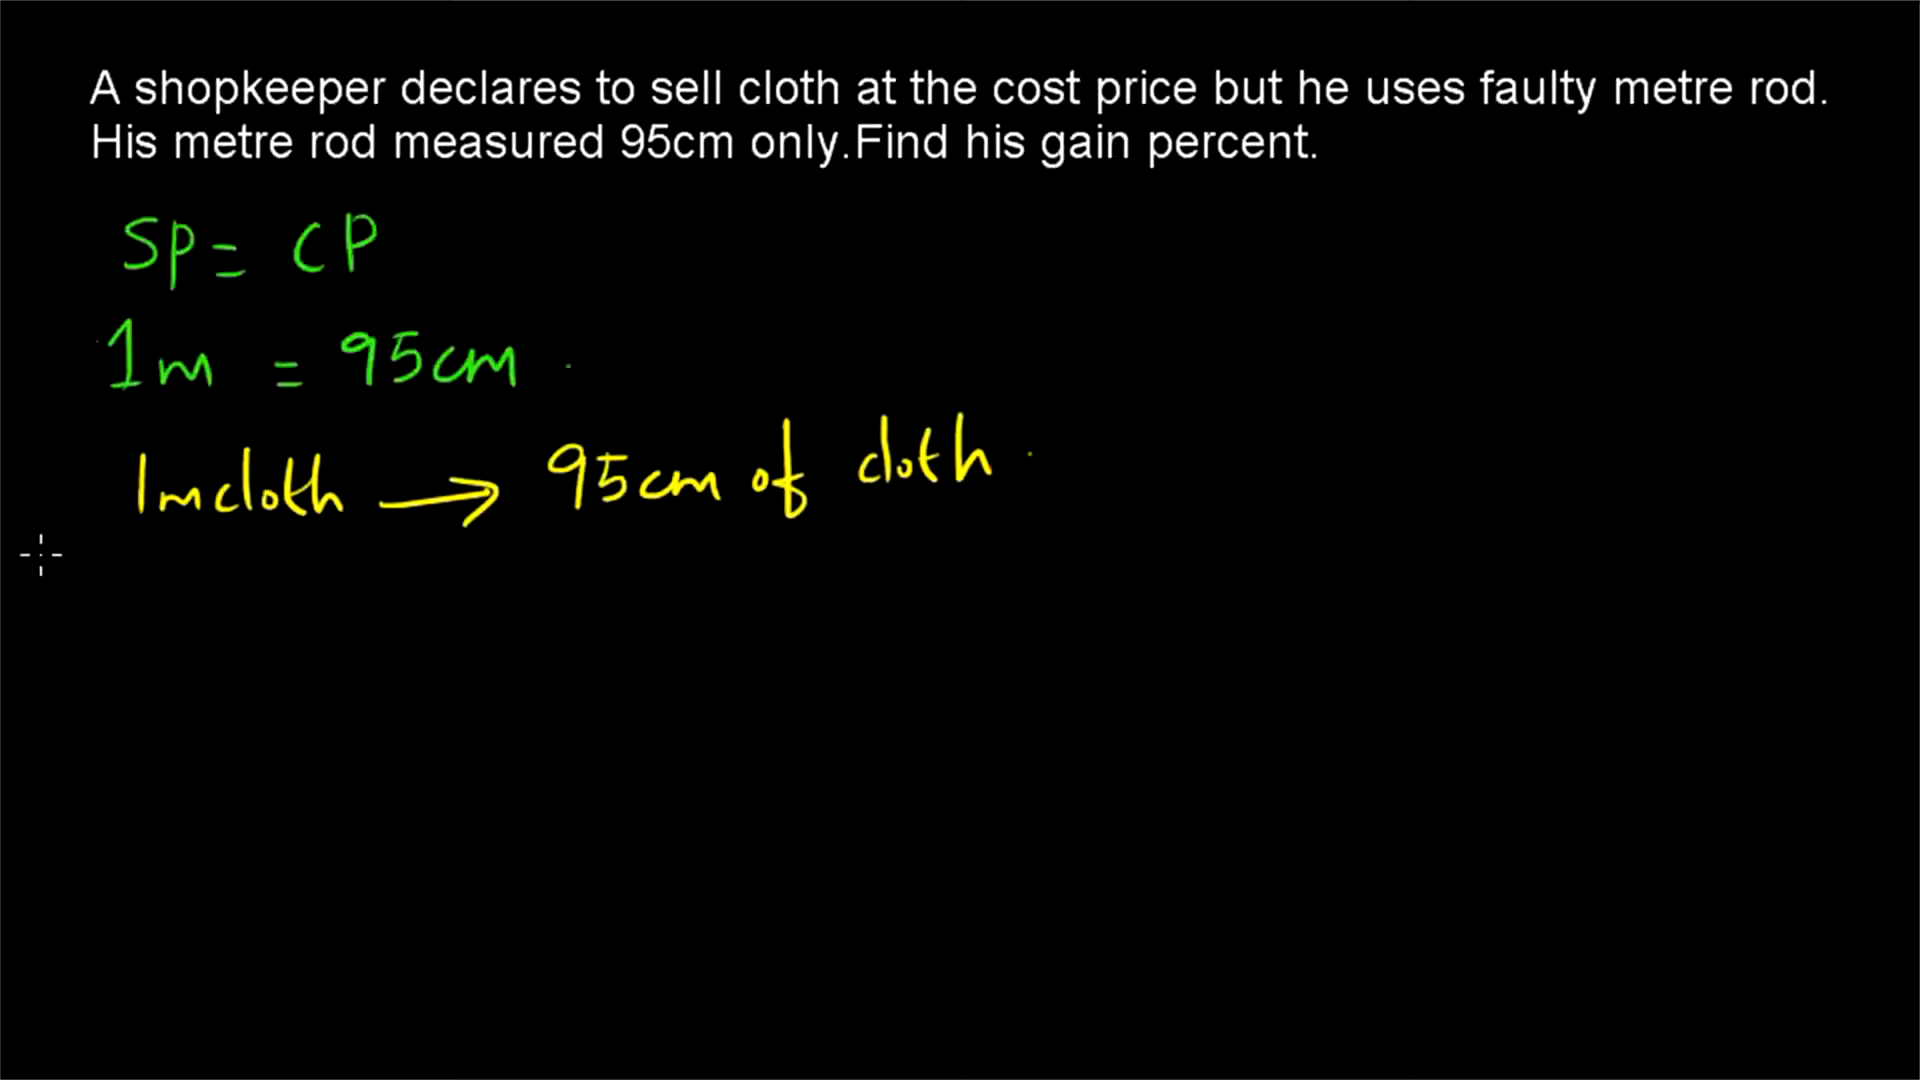 A shopkeeper declares to sell cloth at the cost price but he uses faulty metre rod.
His metre rod measured 95cm only.Find his gain percent.
SP = CP
1m = 95cm
1mcloth → 95cm of cloth